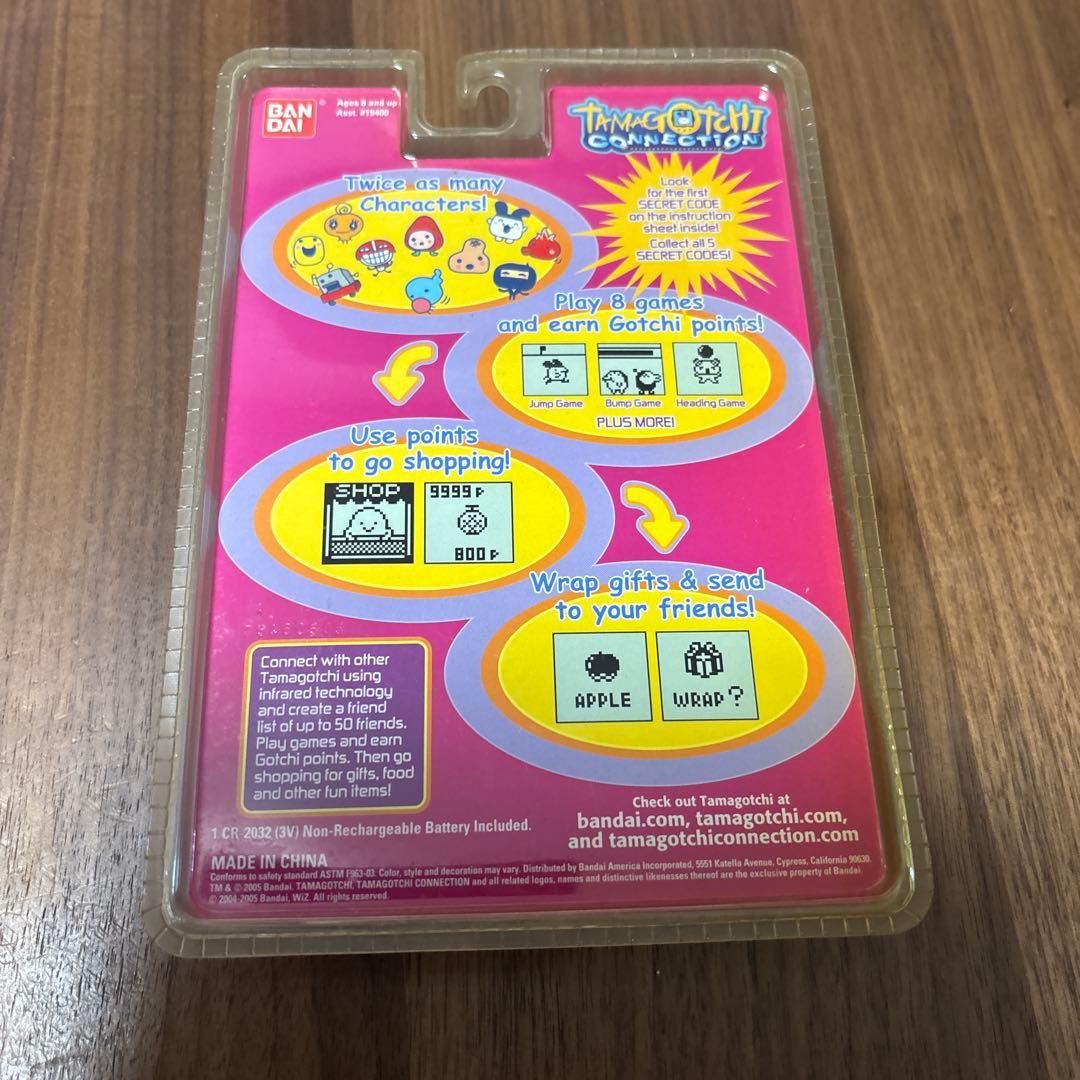 BAN
DAI
Ages 8 and up
Asst. #19400
TAMAGOTCHI
CONNECTION
Look
for the first
SECRET CODE
on the instruction
sheet inside!
Collect all 5
SECRET CODES!
Twice as many
Characters!
Play 8 games
and earn Gotchi points!
Jump Game
Bump Game
Heading Game
PLUS MORE!
Use points
to go shopping!
SHOP
9999 P
800 P
Wrap gifts & send
to your friends!
APPLE
WRAP?
Connect with other
Tamagotchi using
infrared technology
and create a friend
list of up to 50 friends.
Play games and earn
Gotchi points. Then go
shopping for gifts, food
and other fun items!
Check out Tamagotchi at
bandai.com, tamagotchi.com,
and tamagotchiconnection.com
1 CR-2032 (3V) Non-Rechargeable Battery Included.
MADE IN CHINA
Conforms to safety standard ASTM F963-03. Color, style and decoration may vary. Distributed by Bandai America Incorporated, 5551 Katella Avenue, Cypress, California 90630.
TM & © 2005 Bandai. TAMAGOTCHI, TAMAGOTCHI CONNECTION and all related logos, names and distinctive likenesses thereof are the exclusive property of Bandai.
© 2004-2005 Bandai, WiZ. All rights reserved.